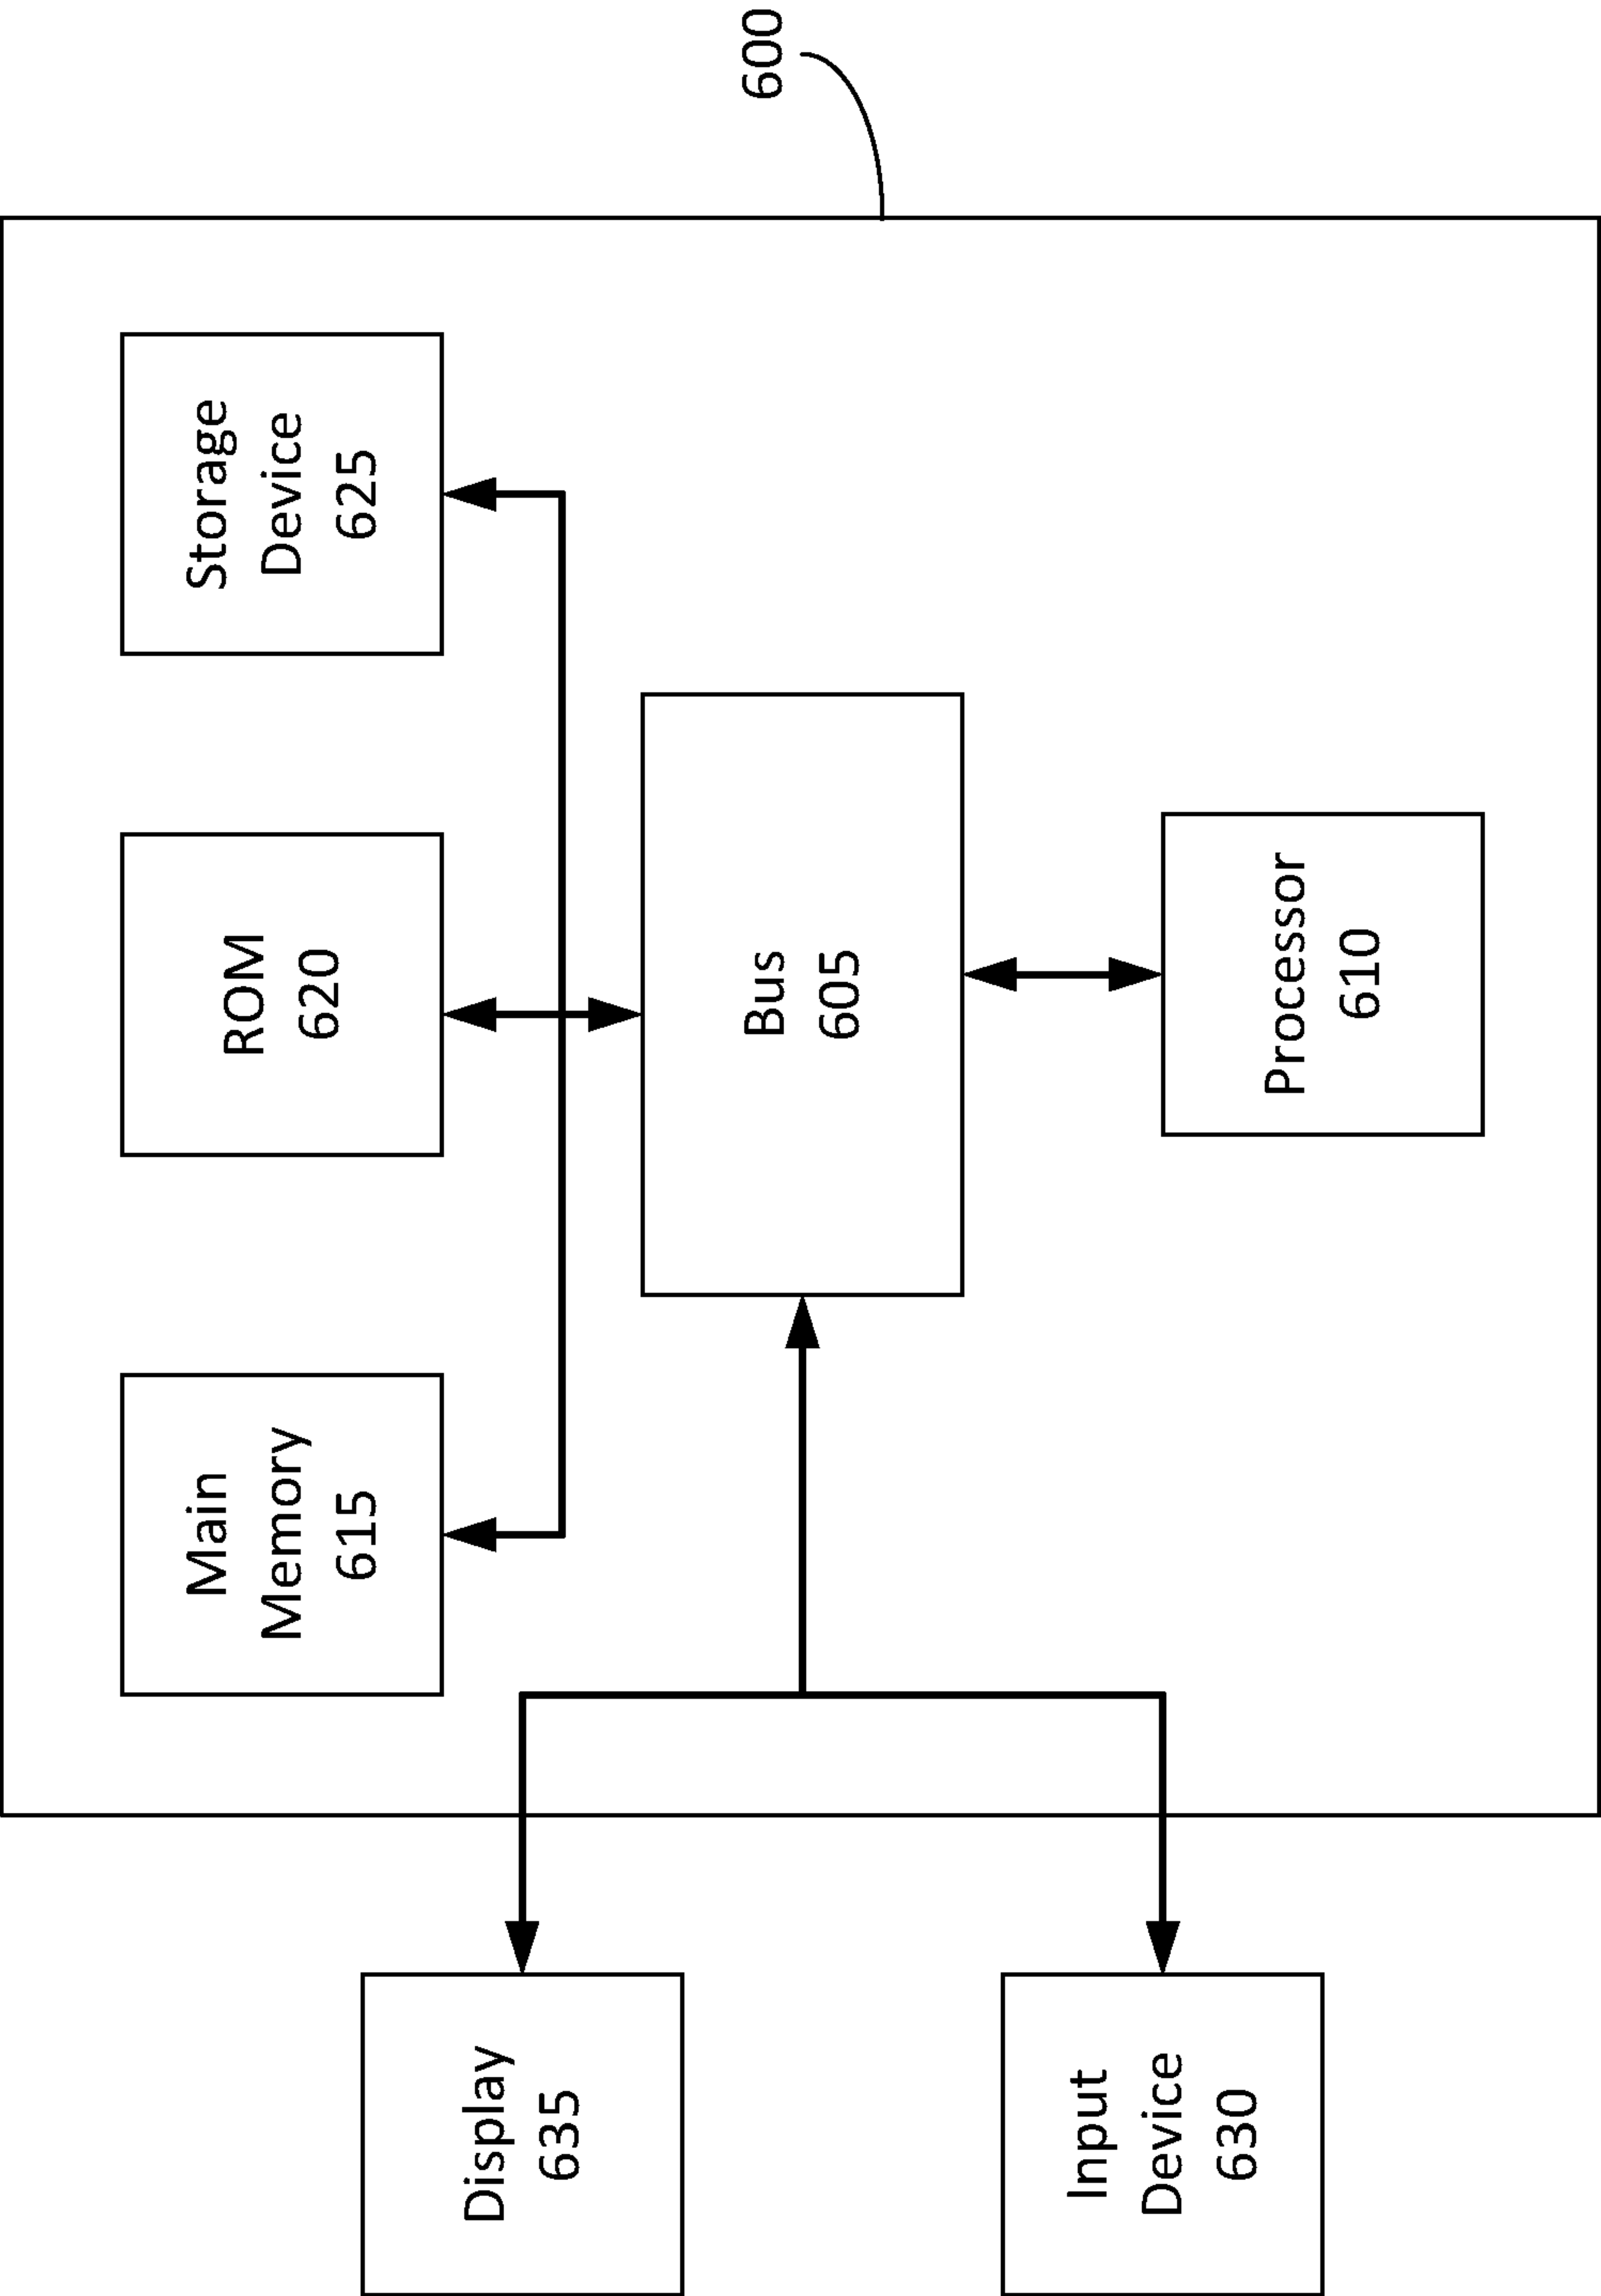 600
Main
Memory
615
ROM
620
Storage
Device
625
Display
635
Bus
605
Input
Device
630
Processor
610